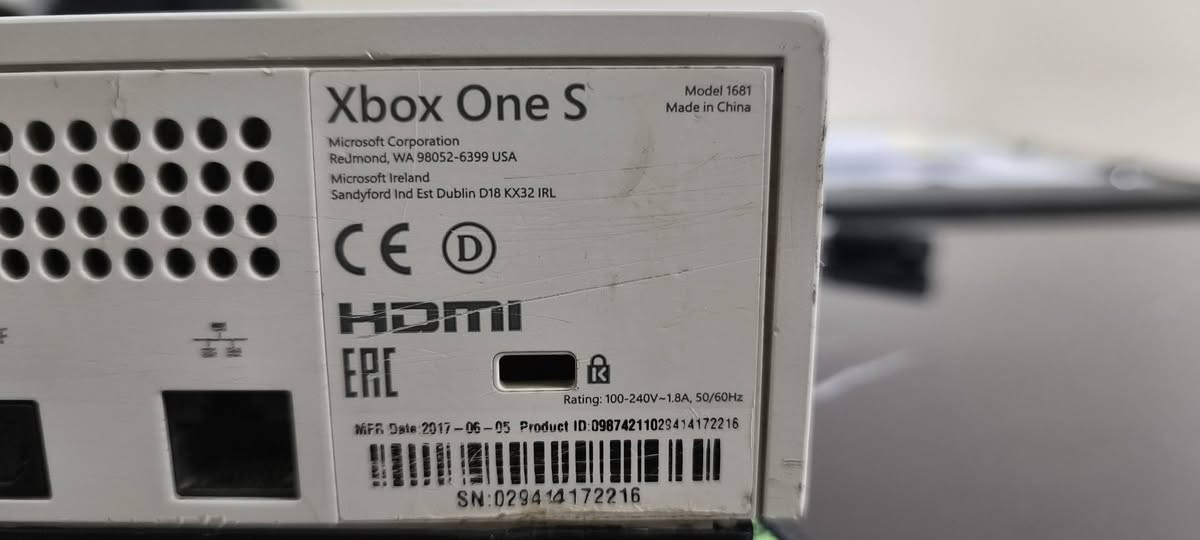 Xbox One S
Model 1681
Made in China
Microsoft Corporation
Redmond, WA 98052-6399 USA
Microsoft Ireland
Sandyford Ind Est Dublin D18 KX32 IRL
CE D
HDMI
EAC
K
Rating: 100-240V~1.8A, 50/60Hz
MFR Date:2017-06-05 Product ID:09874211029414172216
SN:029414172216